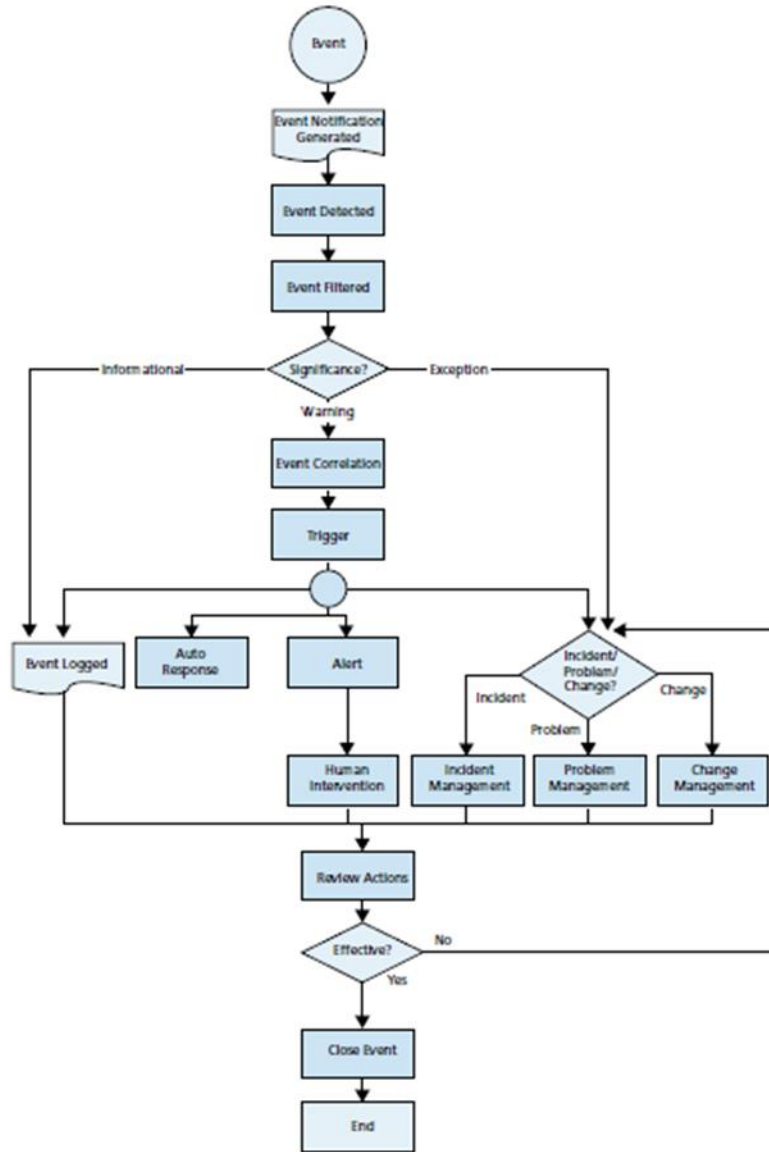 Event
Event Notification
Generated
Event Detected
Event Filtered
Informational
Significance?
Exception
Warning
Event Correlation
Trigger
Event Logged
Auto
Response
Alert
Incident/
Problem/
Change?
Incident
Problem
Change
Human
Intervention
Incident
Management
Problem
Management
Change
Management
Review Actions
Effective?
No
Yes
Close Event
End